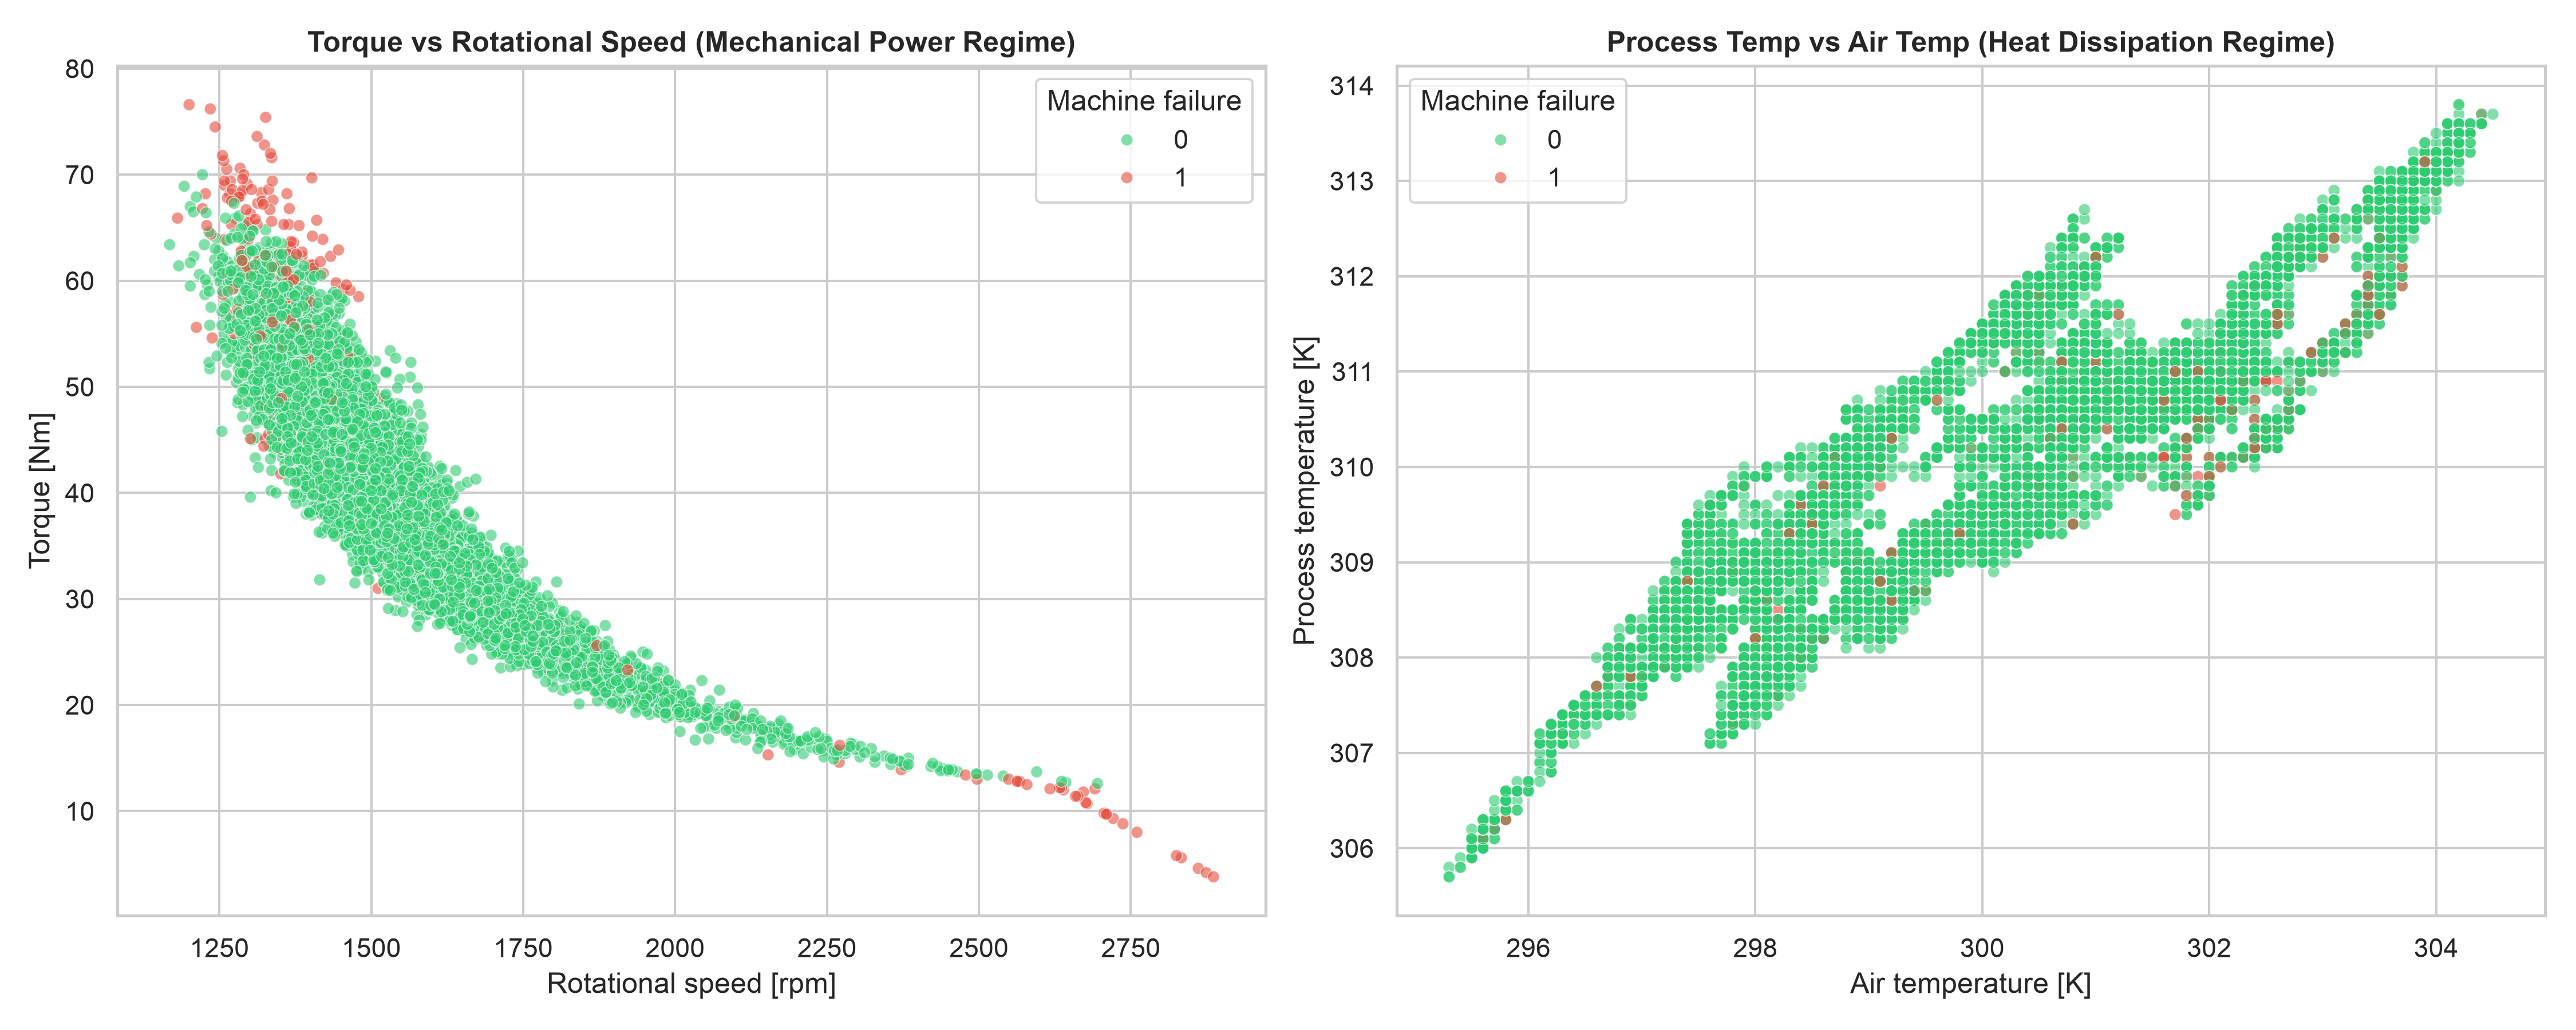 Torque vs Rotational Speed (Mechanical Power Regime)
80
70
60
50
40
30
20
10
Torque [Nm]
Machine failure
0
1
1250 1500 1750 2000 2250 2500 2750
Rotational speed [rpm]
Process Temp vs Air Temp (Heat Dissipation Regime)
314
313
312
311
310
309
308
307
306
Process temperature [K]
Machine failure
0
1
296 298 300 302 304
Air temperature [K]